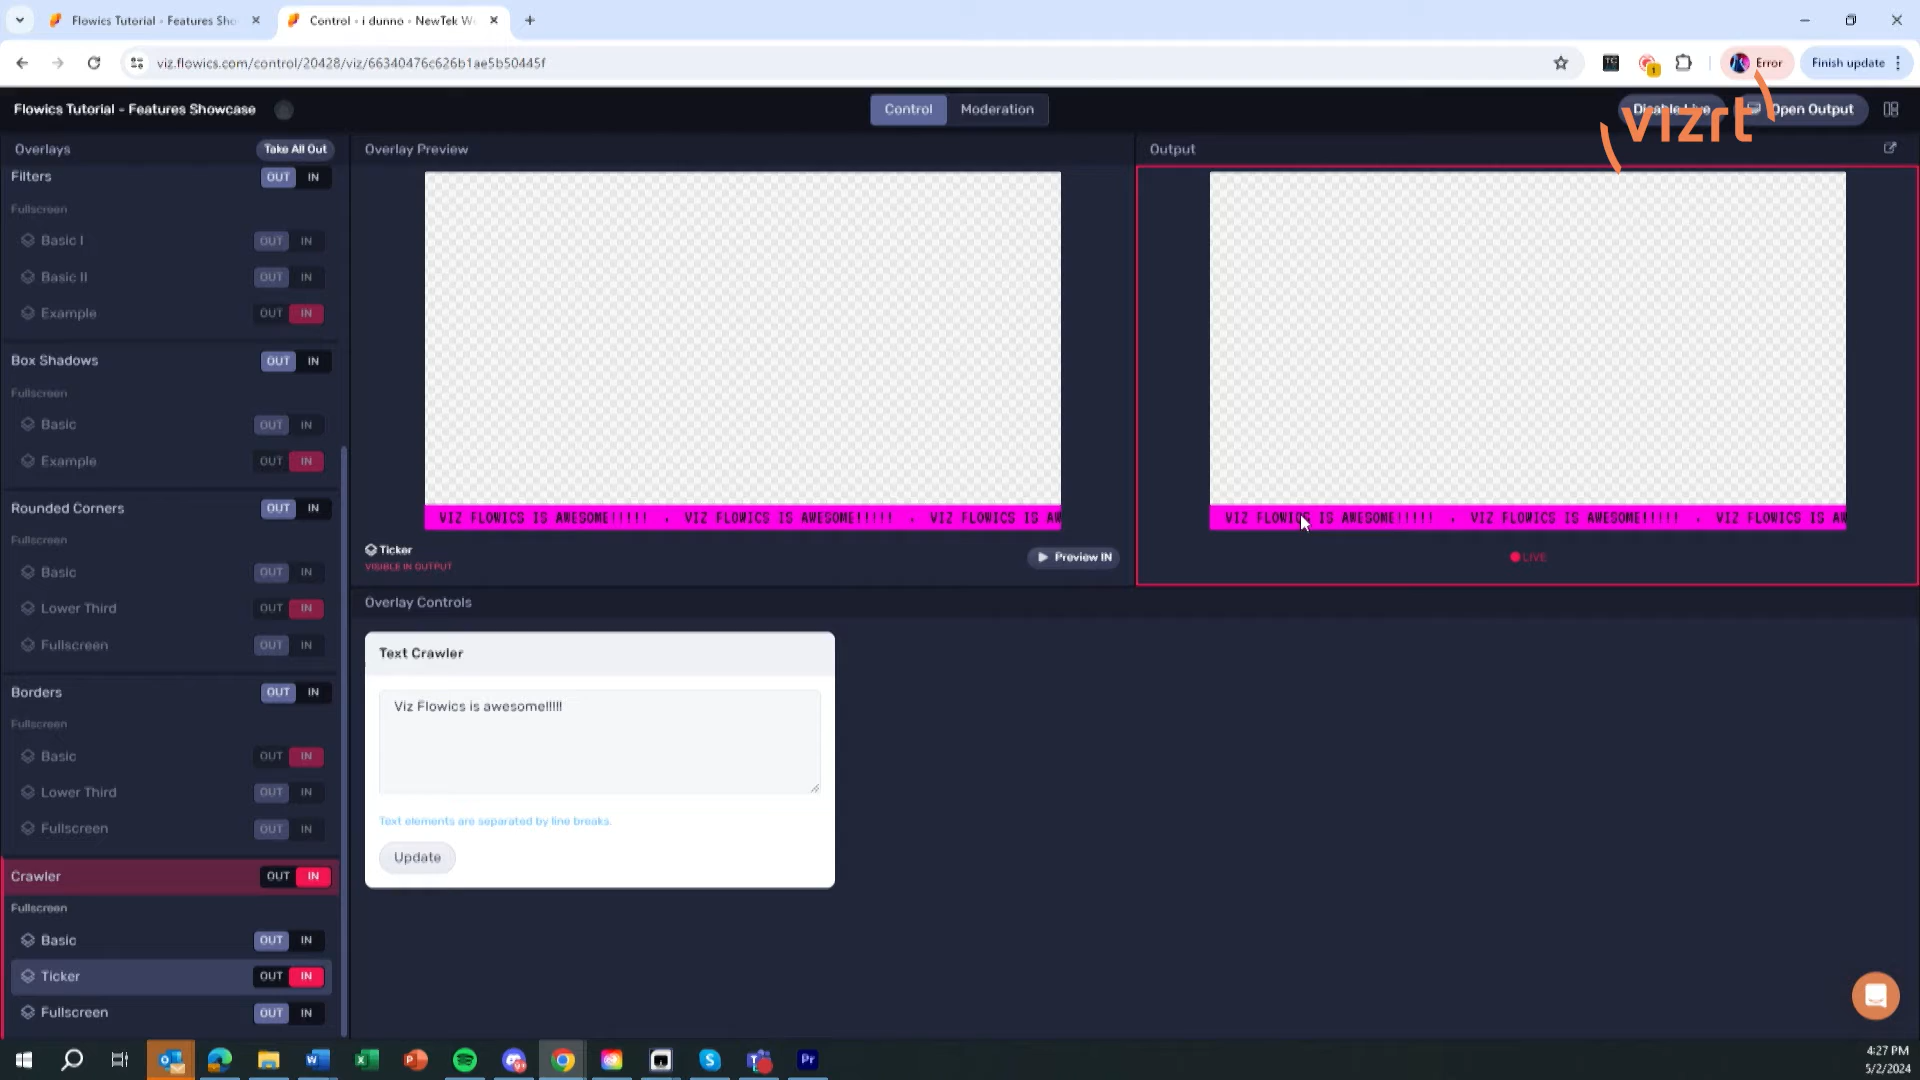 Flowics Tutorial - Features Sho
Control - i dunno - NewTek W
viz.flowics.com/control/20428/viz/66340476c626b1ae5b50445f
TC
1
Error
Finish update
Flowics Tutorial - Features Showcase
Control
Moderation
Disable Live
Open Output
vizrt
Overlays
Take All Out
Overlay Preview
Output
Filters
OUT IN
Fullscreen
Basic I
OUT IN
Basic II
OUT IN
Example
OUT IN
Box Shadows
OUT IN
Fullscreen
Basic
OUT IN
Example
OUT IN
Rounded Corners
OUT IN
Fullscreen
Basic
OUT IN
Lower Third
OUT IN
Fullscreen
OUT IN
Borders
OUT IN
Fullscreen
Basic
OUT IN
Lower Third
OUT IN
Fullscreen
OUT IN
Crawler
OUT IN
Fullscreen
Basic
OUT IN
Ticker
OUT IN
Fullscreen
OUT IN
VIZ FLOWICS IS AWESOME!!!!! . VIZ FLOWICS IS AWESOME!!!!! . VIZ FLOWICS IS AW
Ticker
VISIBLE IN OUTPUT
Preview IN
VIZ FLOWICS IS AWESOME!!!!! . VIZ FLOWICS IS AWESOME!!!!! . VIZ FLOWICS IS AW
LIVE
Overlay Controls
Text Crawler
Viz Flowics is awesome!!!!!
Text elements are separated by line breaks.
Update
Pr
4:27 PM
5/2/2024